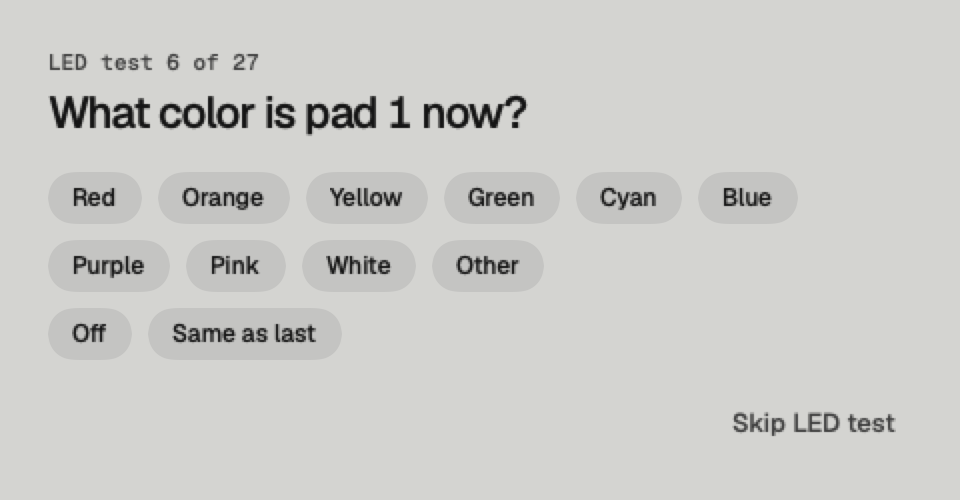 LED test 6 of 27
What color is pad 1 now?
Red Orange Yellow Green Cyan Blue
Purple Pink White Other
Off Same as last
Skip LED test